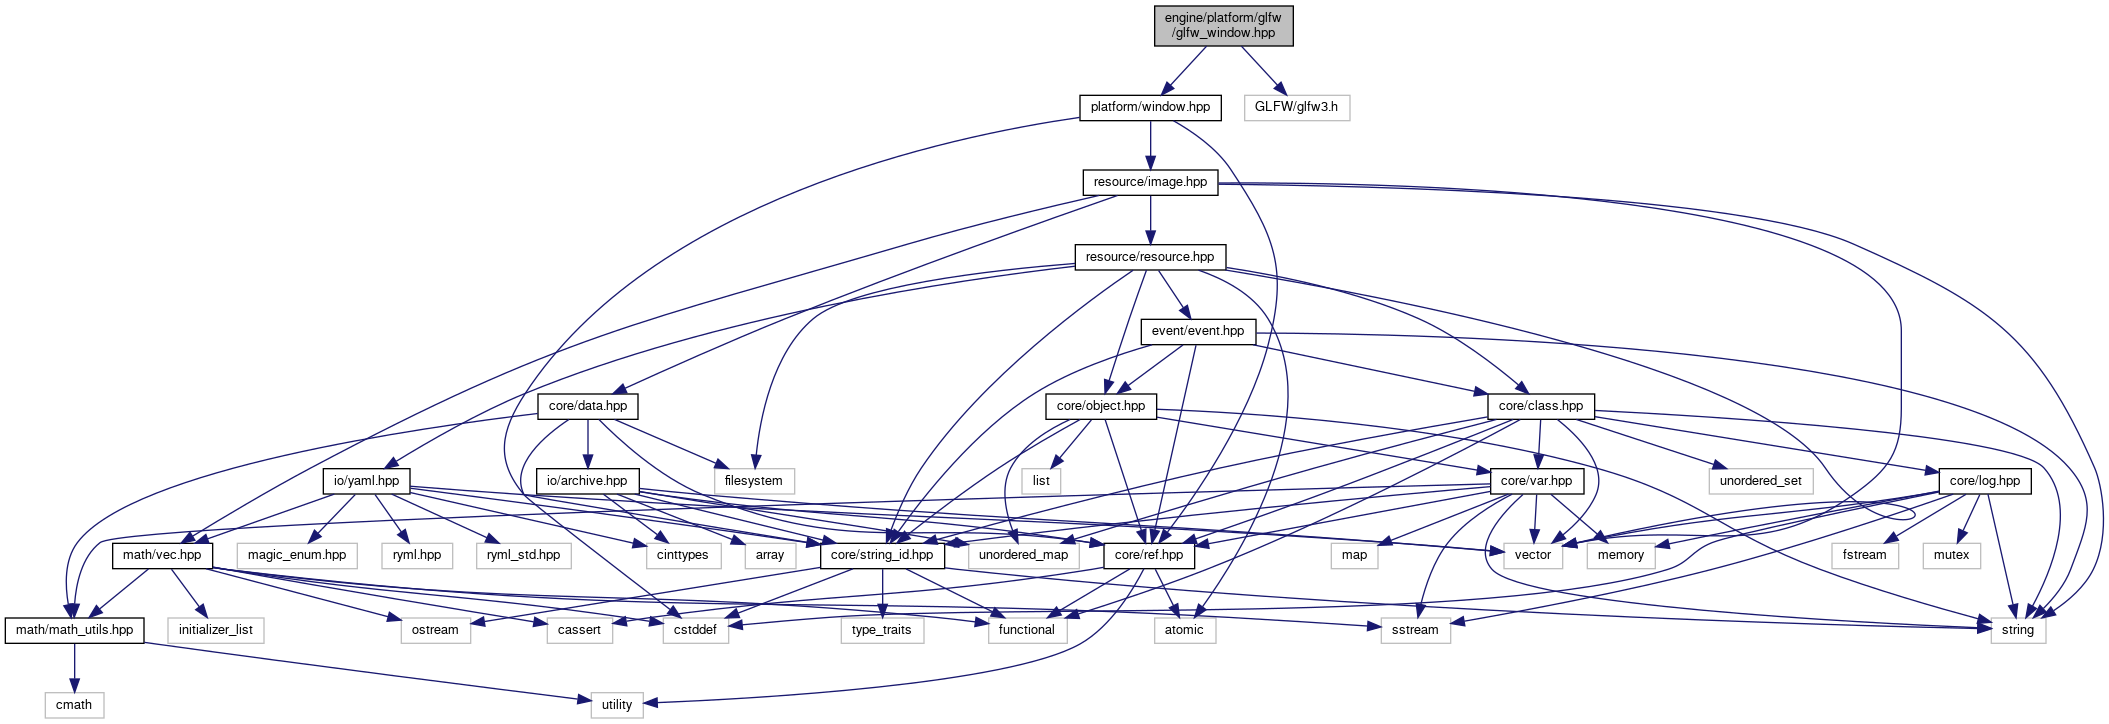 engine/platform/glfw
/glfw_window.hpp
platform/window.hpp
GLFW/glfw3.h
resource/image.hpp
resource/resource.hpp
event/event.hpp
core/data.hpp
core/object.hpp
core/class.hpp
io/yaml.hpp
io/archive.hpp
filesystem
list
core/var.hpp
unordered_set
core/log.hpp
math/vec.hpp
magic_enum.hpp
ryml.hpp
ryml_std.hpp
cinttypes
array
core/string_id.hpp
unordered_map
core/ref.hpp
map
vector
memory
fstream
mutex
math/math_utils.hpp
initializer_list
ostream
cassert
cstddef
type_traits
functional
atomic
sstream
string
cmath
utility